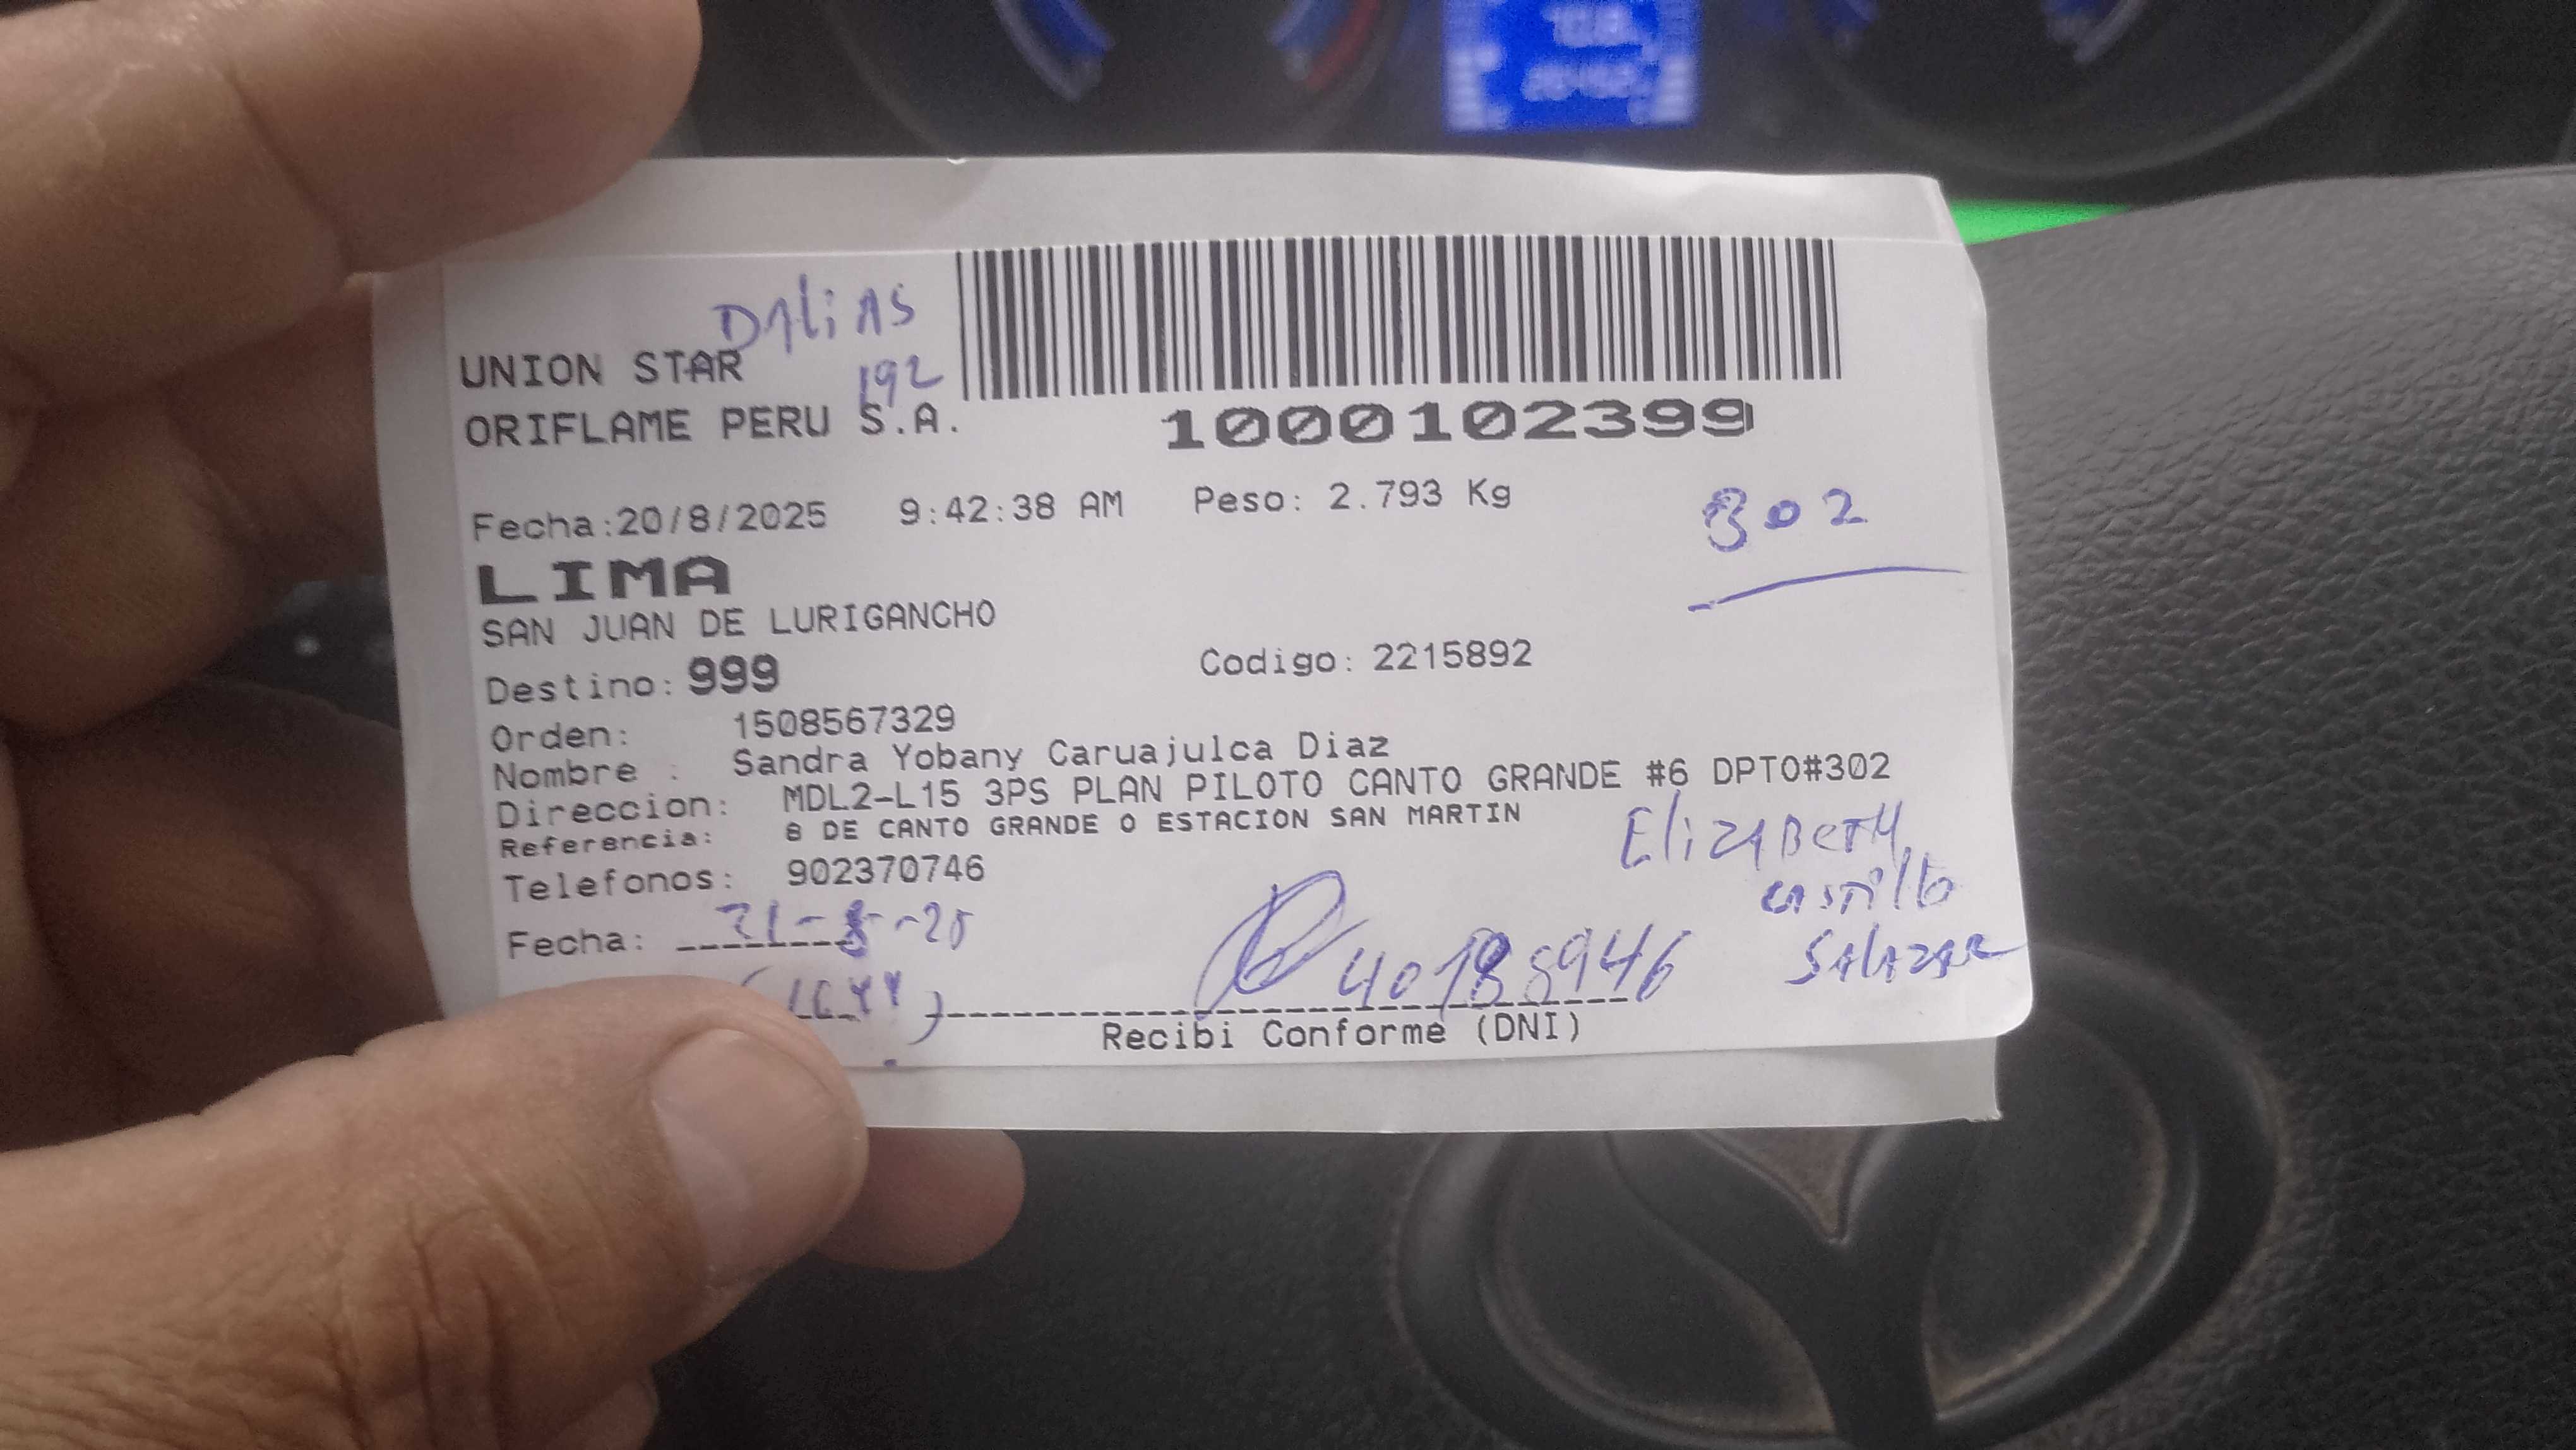 DAliAS
UNION STAR
192
ORIFLAME PERU S.A.
1000102399
Fecha:20/8/2025 9:42:38 AM Peso: 2.793 Kg
302
LIMA
SAN JUAN DE LURIGANCHO
Destino: 999 Codigo: 2215892
Orden: 1508567329
Nombre : Sandra Yobany Caruajulca Diaz
Direccion: MDL2-L15 3PS PLAN PILOTO CANTO GRANDE #6 DPTO#302
Referencia: 8 DE CANTO GRANDE O ESTACION SAN MARTIN
Telefonos: 902370746
ElizABETH
CASTillo
SAlAZAR
Fecha: 21-8-25
Recibi Conforme (DNI)